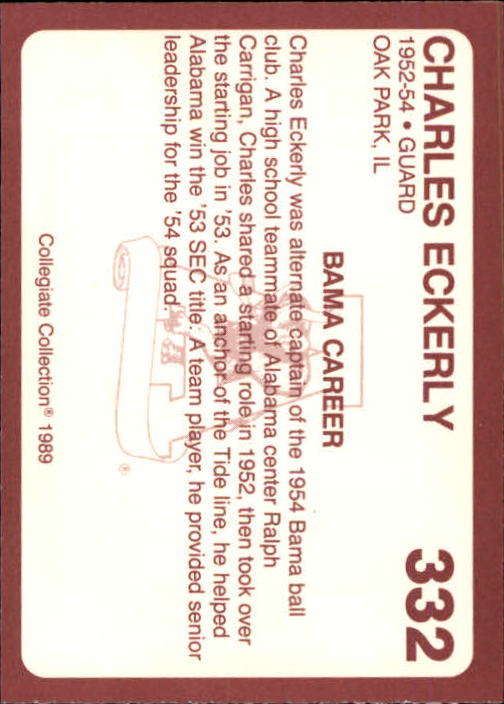 CHARLES ECKERLY 332
1952-54 • GUARD
OAK PARK, IL
BAMA CAREER
Charles Eckerly was alternate captain of the 1954 Bama ball
club. A high school teammate of Alabama center Ralph
Carrigan, Charles shared a starting role in 1952, then took over
the starting job in '53. As an anchor of the Tide line, he helped
Alabama win the '53 SEC title. A team player, he provided senior
leadership for the '54 squad.
Collegiate Collection® 1989
®